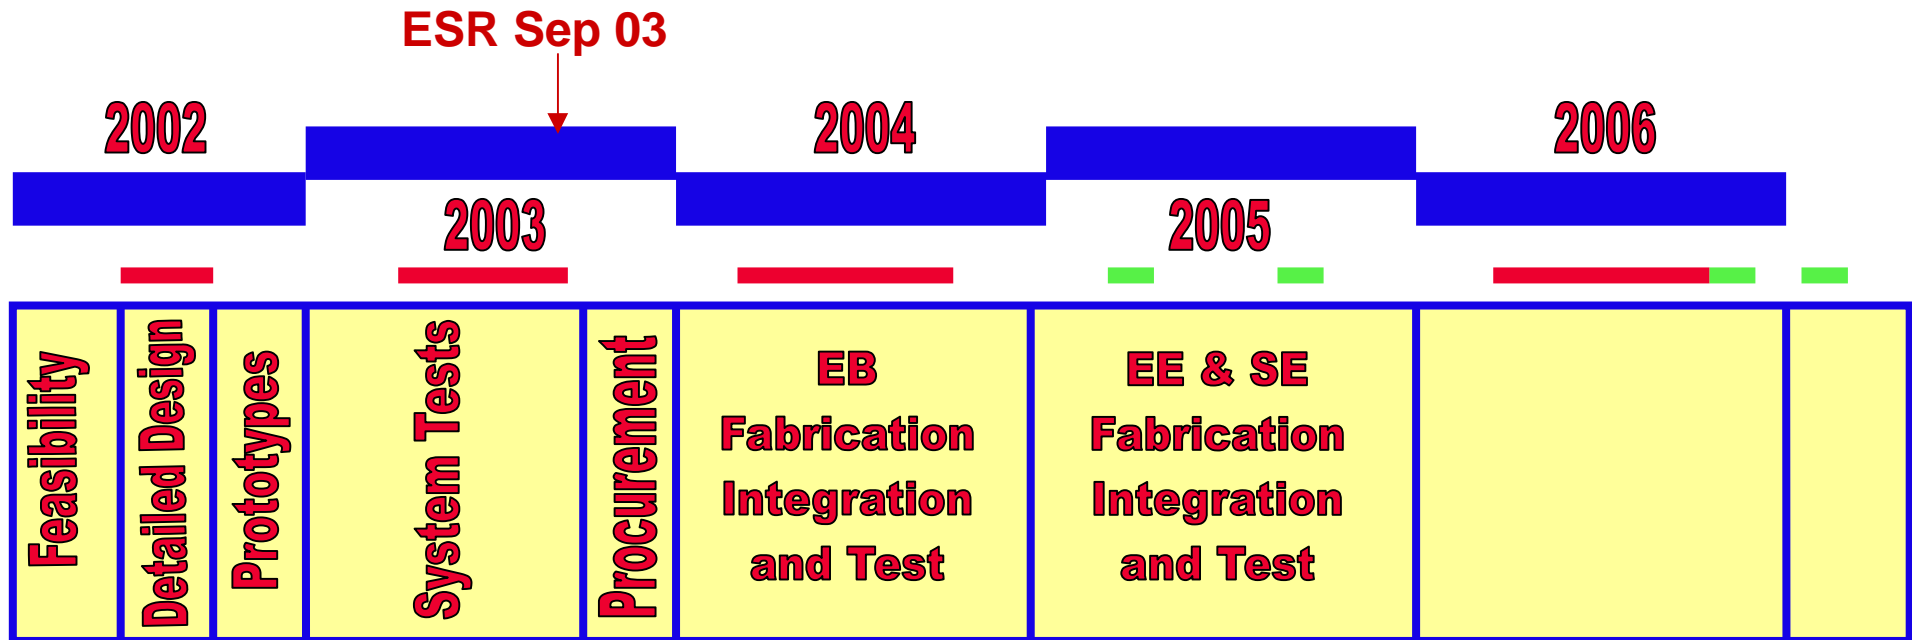 ESR Sep 03
2002
2004
2006
2003
2005
Feasibility
Detailed Design
Prototypes
System Tests
Procurement
EB
Fabrication
Integration
and Test
EE & SE
Fabrication
Integration
and Test